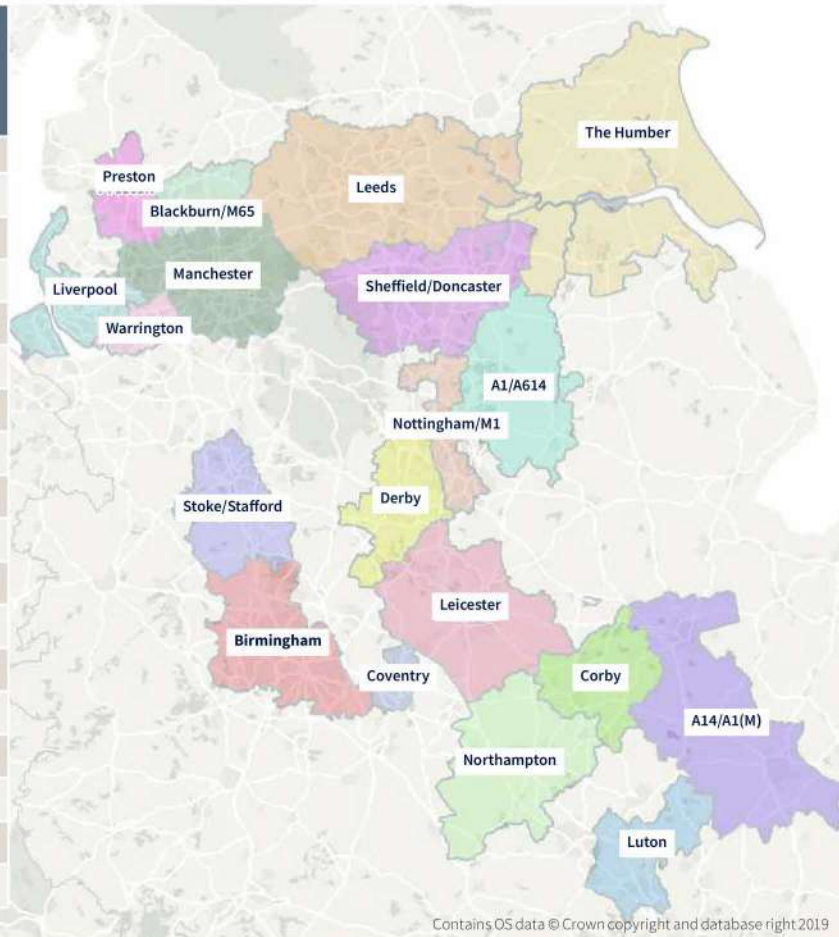 The Humber
Preston
Leeds
Blackburn/M65
Manchester
Liverpool
Sheffield/Doncaster
Warrington
A1/A614
Nottingham/M1
Derby
Stoke/Stafford
Leicester
Birmingham
Coventry
Corby
A14/A1(M)
Northampton
Luton
Contains OS data © Crown copyright and database right 2019